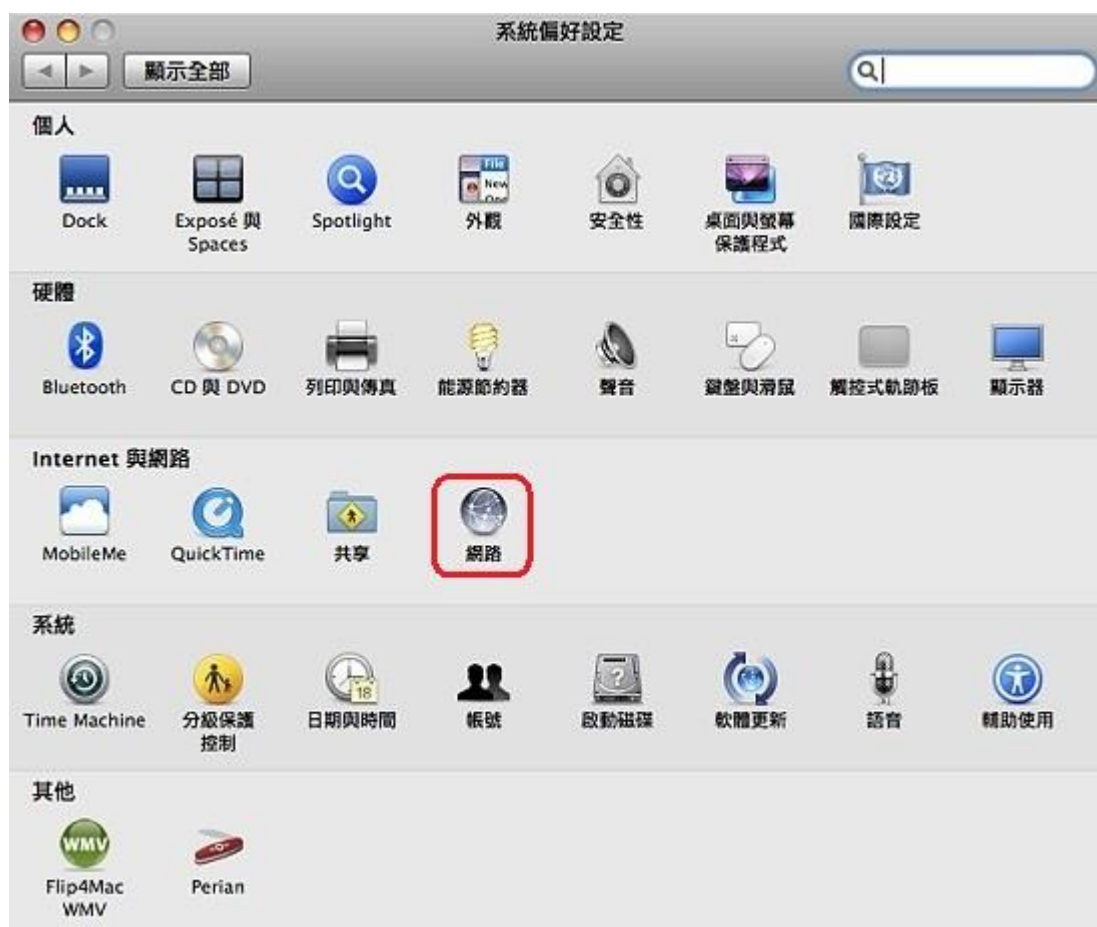 系統偏好設定
顯示全部
個人
Dock
Exposé 與
Spaces
Spotlight
外觀
安全性
桌面與螢幕
保護程式
國際設定
硬體
Bluetooth
CD 與 DVD
列印與傳真
能源節約器
聲音
鍵盤與滑鼠
觸控式軌跡板
顯示器
Internet 與網路
MobileMe
QuickTime
共享
網路
系統
Time Machine
分級保護
控制
日期與時間
帳號
啟動磁碟
軟體更新
語音
輔助使用
其他
Flip4Mac
WMV
Perian
File
New
WMV
18